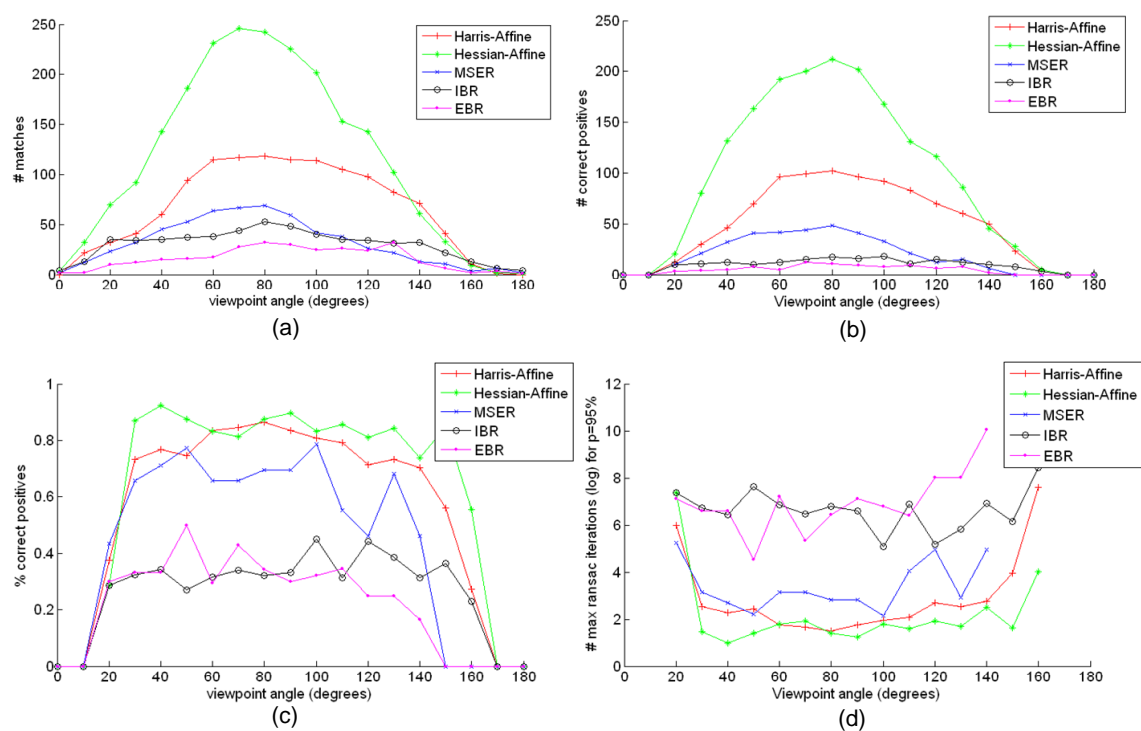 250
200
150
100
50
0
# matches
0 20 40 60 80 100 120 140 160 180
viewpoint angle (degrees)
Harris-Affine
Hessian-Affine
MSER
IBR
EBR
(a)
250
200
150
100
50
0
# correct positives
0 20 40 60 80 100 120 140 160 180
Viewpoint angle (degrees)
Harris-Affine
Hessian-Affine
MSER
IBR
EBR
(b)
1
0.8
0.6
0.4
0.2
0
% correct positives
0 20 40 60 80 100 120 140 160 180
viewpoint angle (degrees)
Harris-Affine
Hessian-Affine
MSER
IBR
EBR
(c)
12
10
8
6
4
2
0
# max ransac iterations (log) for p=95%
0 20 40 60 80 100 120 140 160 180
Viewpoint angle (degrees)
Harris-Affine
Hessian-Affine
MSER
IBR
EBR
(d)